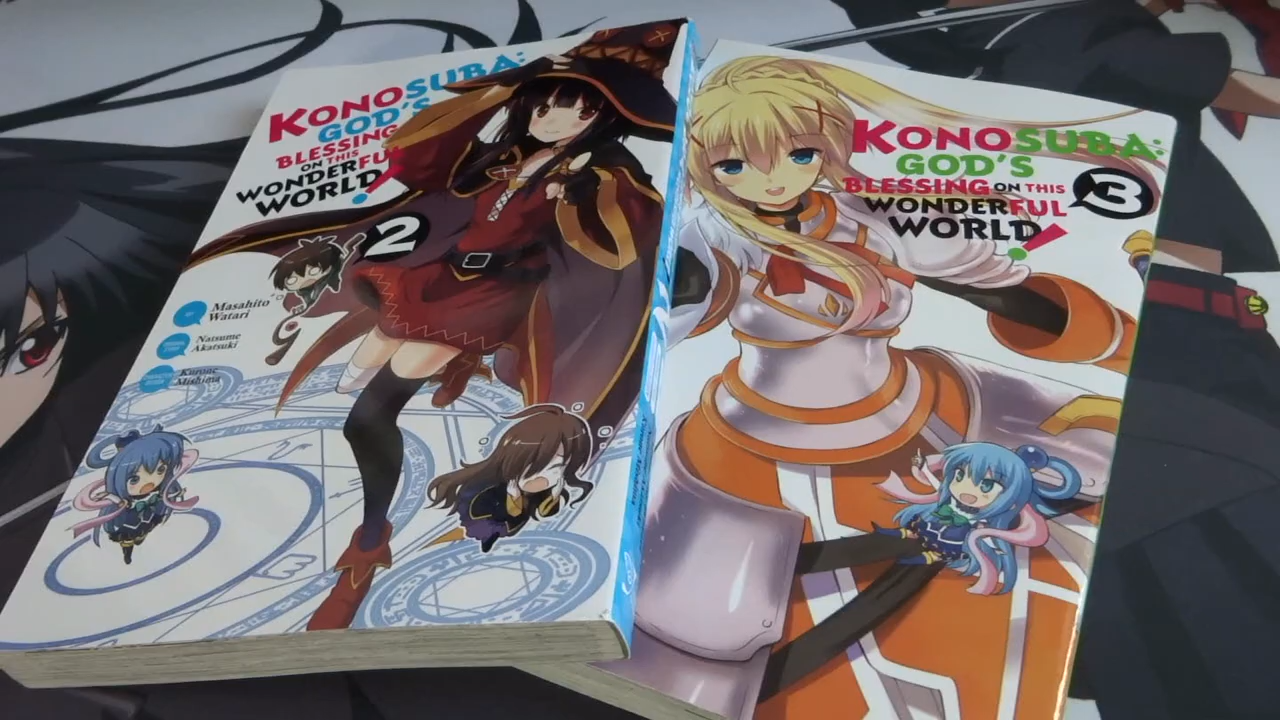 KONOSUBA:
GOD'S
BLESSING
ON THIS
WONDERFUL
WORLD!
2
Masahito
Watari
Natsume
Akatsuki
Kurone
Mishima
KONOSUBA:
GOD'S
BLESSING ON THIS
WONDERFUL
WORLD!
3